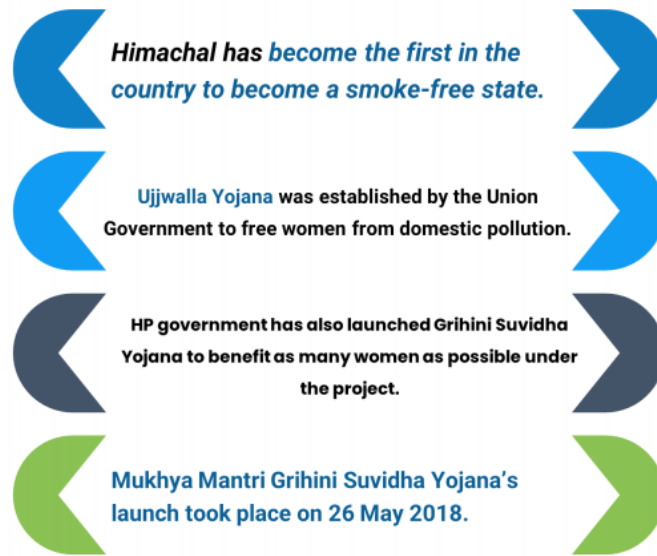 Himachal has become the first in the
country to become a smoke-free state.
Ujjwalla Yojana was established by the Union
Government to free women from domestic pollution.
HP government has also launched Grihini Suvidha
Yojana to benefit as many women as possible under
the project.
Mukhya Mantri Grihini Suvidha Yojana's
launch took place on 26 May 2018.